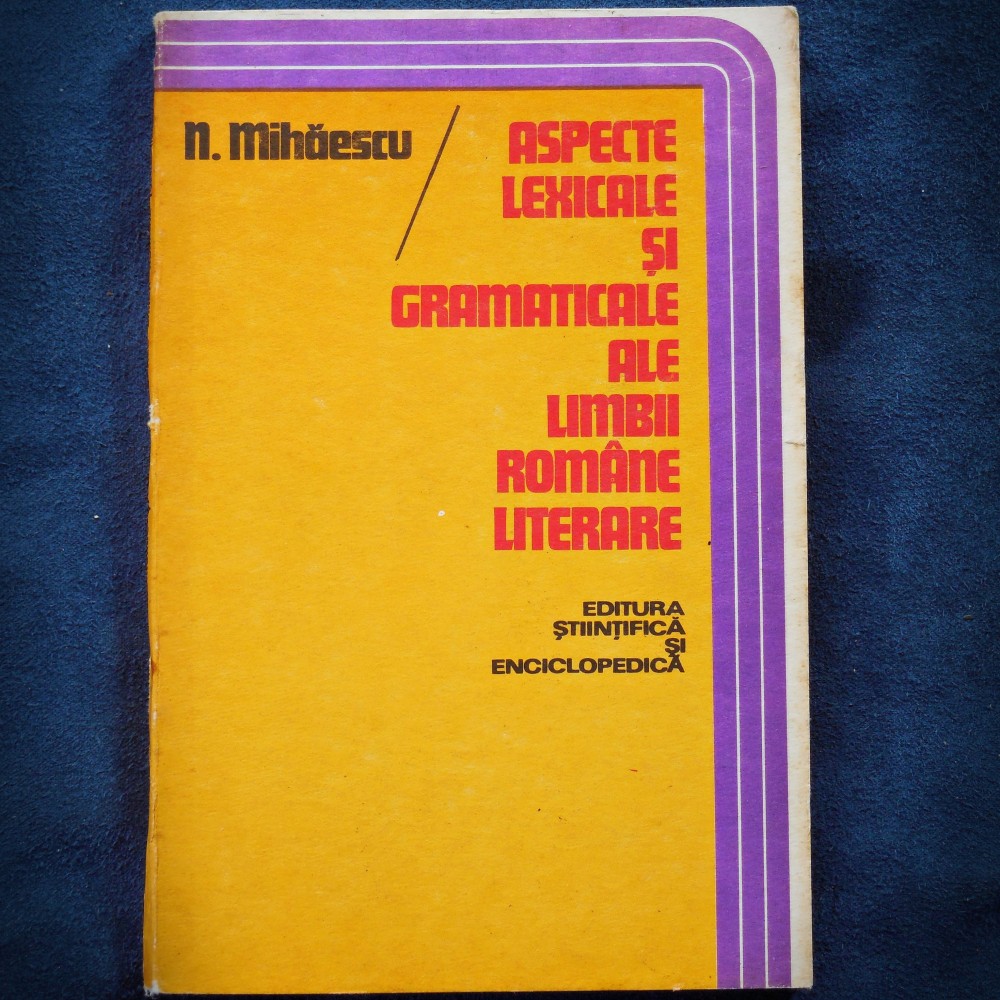 N. Mihăescu
ASPECTE
LEXICALE
ȘI
GRAMATICALE
ALE
LIMBII
ROMÂNE
LITERARE
EDITURA
ȘTIINȚIFICĂ
ȘI
ENCICLOPEDICĂ